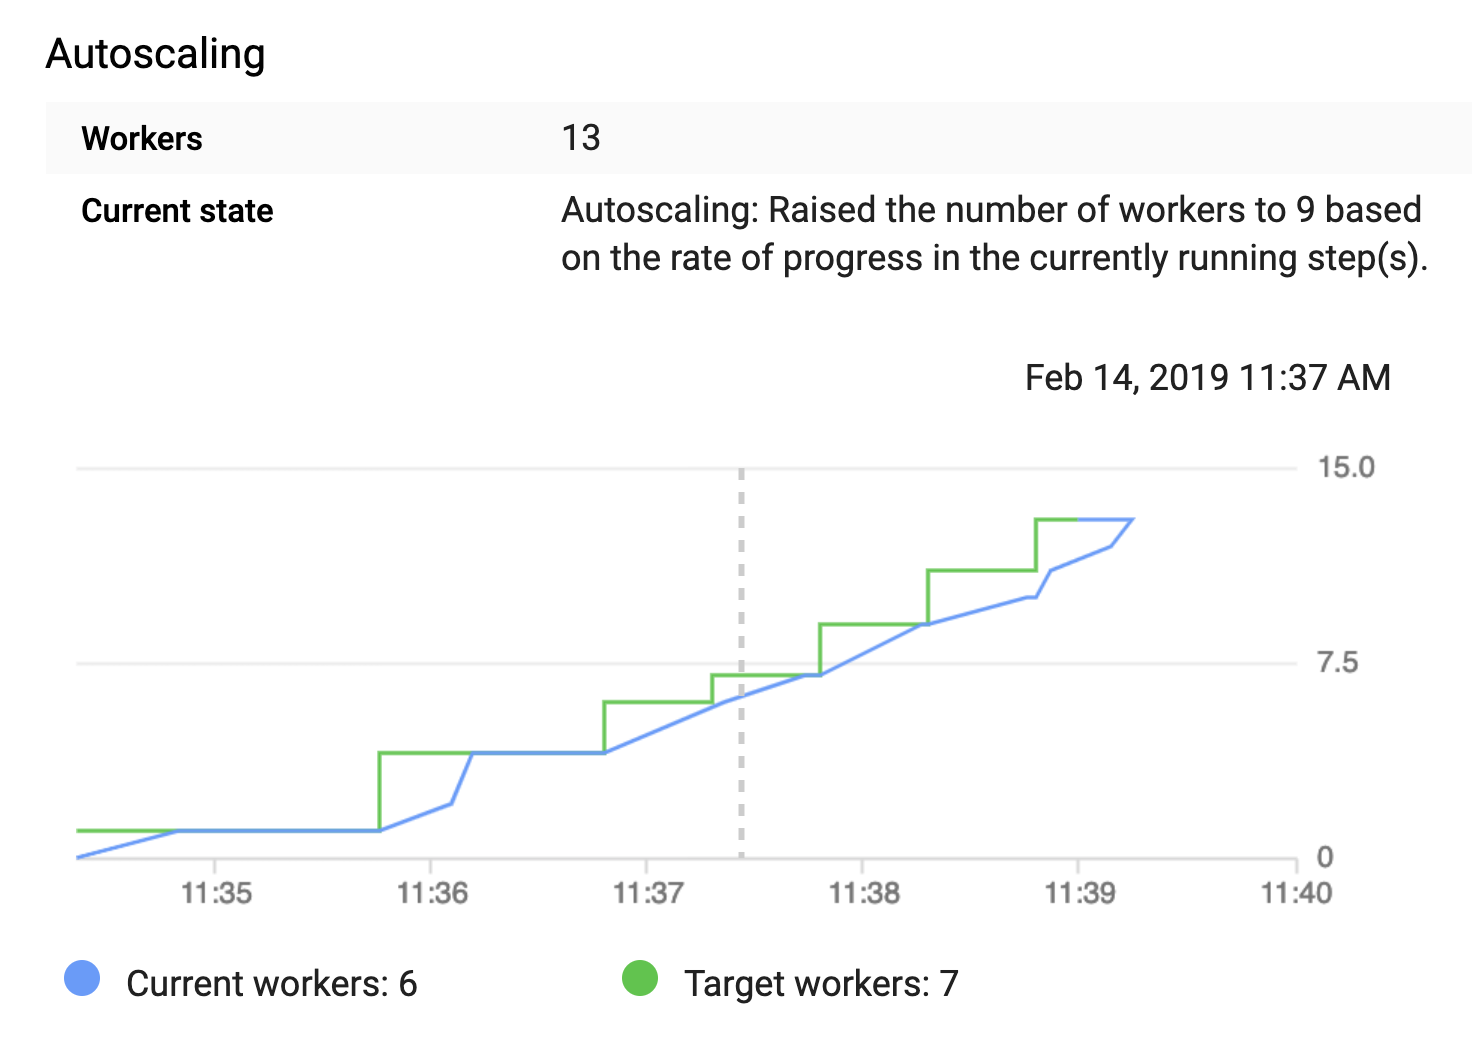 Autoscaling
Workers 13
Current state Autoscaling: Raised the number of workers to 9 based
on the rate of progress in the currently running step(s).
Feb 14, 2019 11:37 AM
15.0
7.5
0
11:35 11:36 11:37 11:38 11:39 11:40
Current workers: 6 Target workers: 7